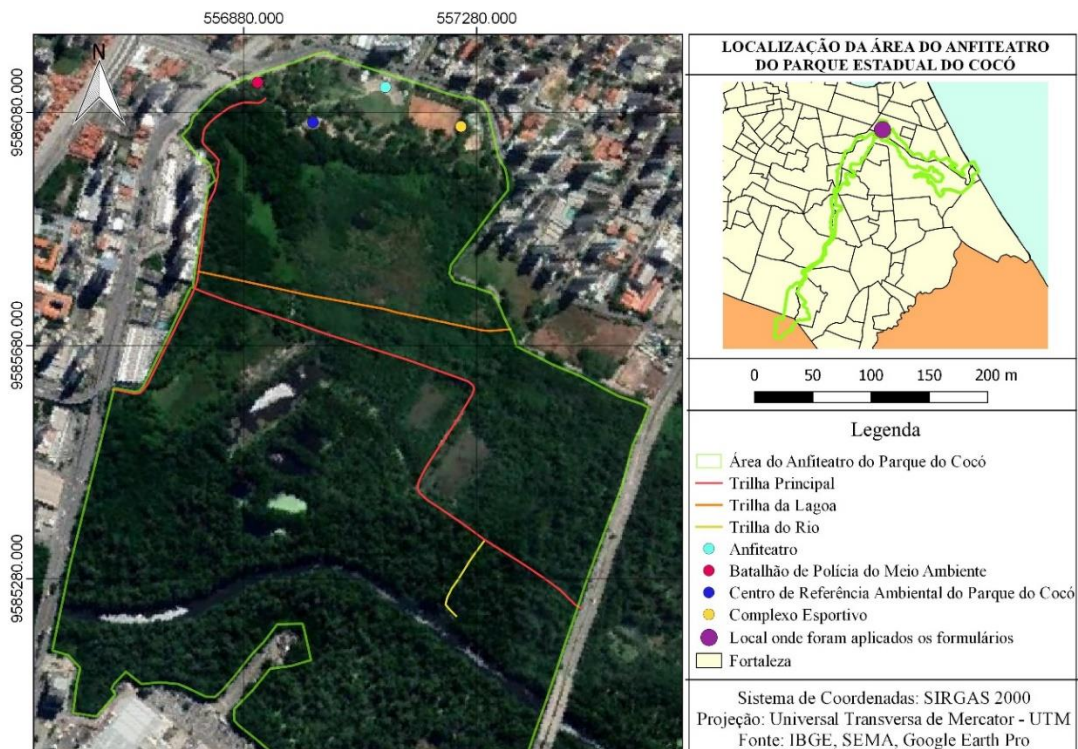 556880.000
557280.000
N
9586080.000
9585680.000
9585280.000
LOCALIZAÇÃO DA ÁREA DO ANFITEATRO
DO PARQUE ESTADUAL DO COCÓ
0 50 100 150 200 m
Legenda
Área do Anfiteatro do Parque do Cocó
Trilha Principal
Trilha da Lagoa
Trilha do Rio
Anfiteatro
Batalhão de Polícia do Meio Ambiente
Centro de Referência Ambiental do Parque do Cocó
Complexo Esportivo
Local onde foram aplicados os formulários
Fortaleza
Sistema de Coordenadas: SIRGAS 2000
Projeção: Universal Transversa de Mercator - UTM
Fonte: IBGE, SEMA, Google Earth Pro